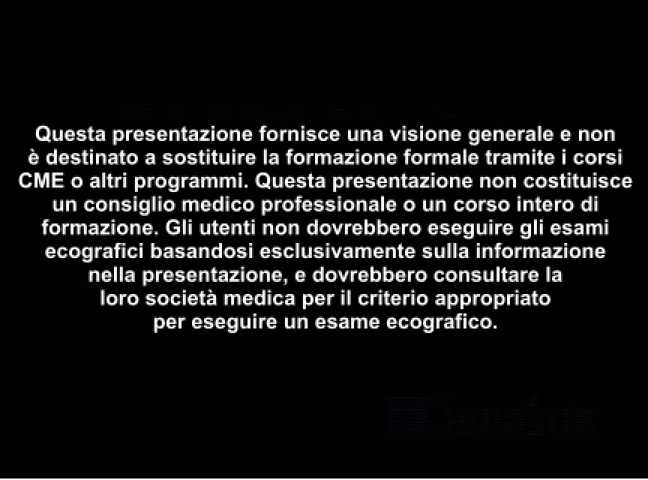 Questa presentazione fornisce una visione generale e non
è destinato a sostituire la formazione formale tramite i corsi
CME o altri programmi. Questa presentazione non costituisce
un consiglio medico professionale o un corso intero di
formazione. Gli utenti non dovrebbero eseguire gli esami
ecografici basandosi esclusivamente sulla informazione
nella presentazione, e dovrebbero consultare la
loro società medica per il criterio appropriato
per eseguire un esame ecografico.